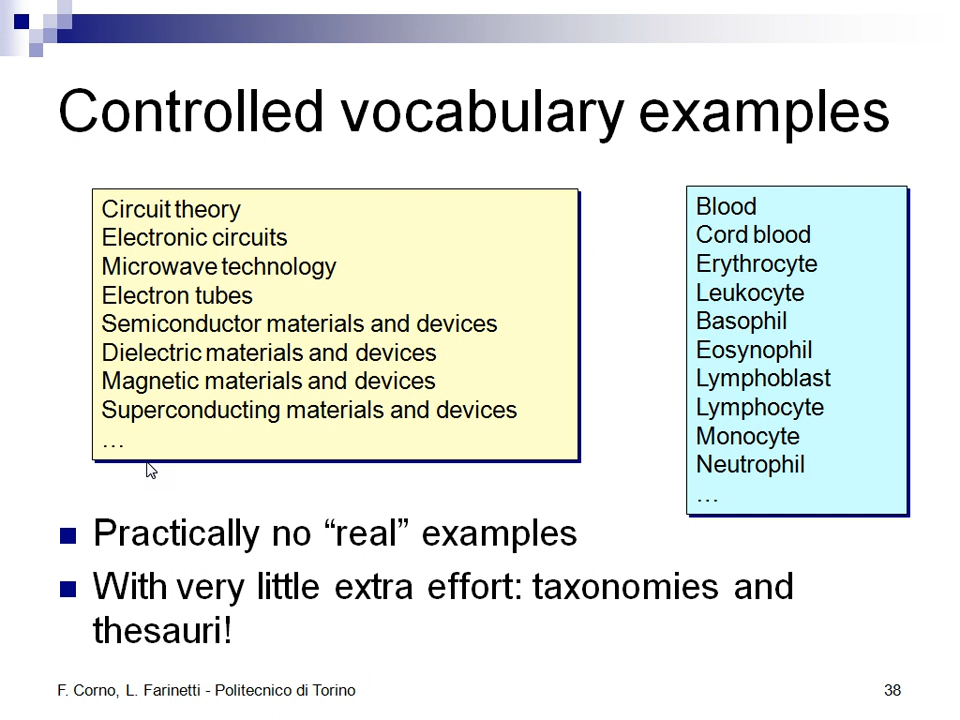 Controlled vocabulary examples
Circuit theory
Electronic circuits
Microwave technology
Electron tubes
Semiconductor materials and devices
Dielectric materials and devices
Magnetic materials and devices
Superconducting materials and devices
…
Blood
Cord blood
Erythrocyte
Leukocyte
Basophil
Eosynophil
Lymphoblast
Lymphocyte
Monocyte
Neutrophil
…
Practically no “real” examples
With very little extra effort: taxonomies and
thesauri!
F. Corno, L. Farinetti - Politecnico di Torino
38